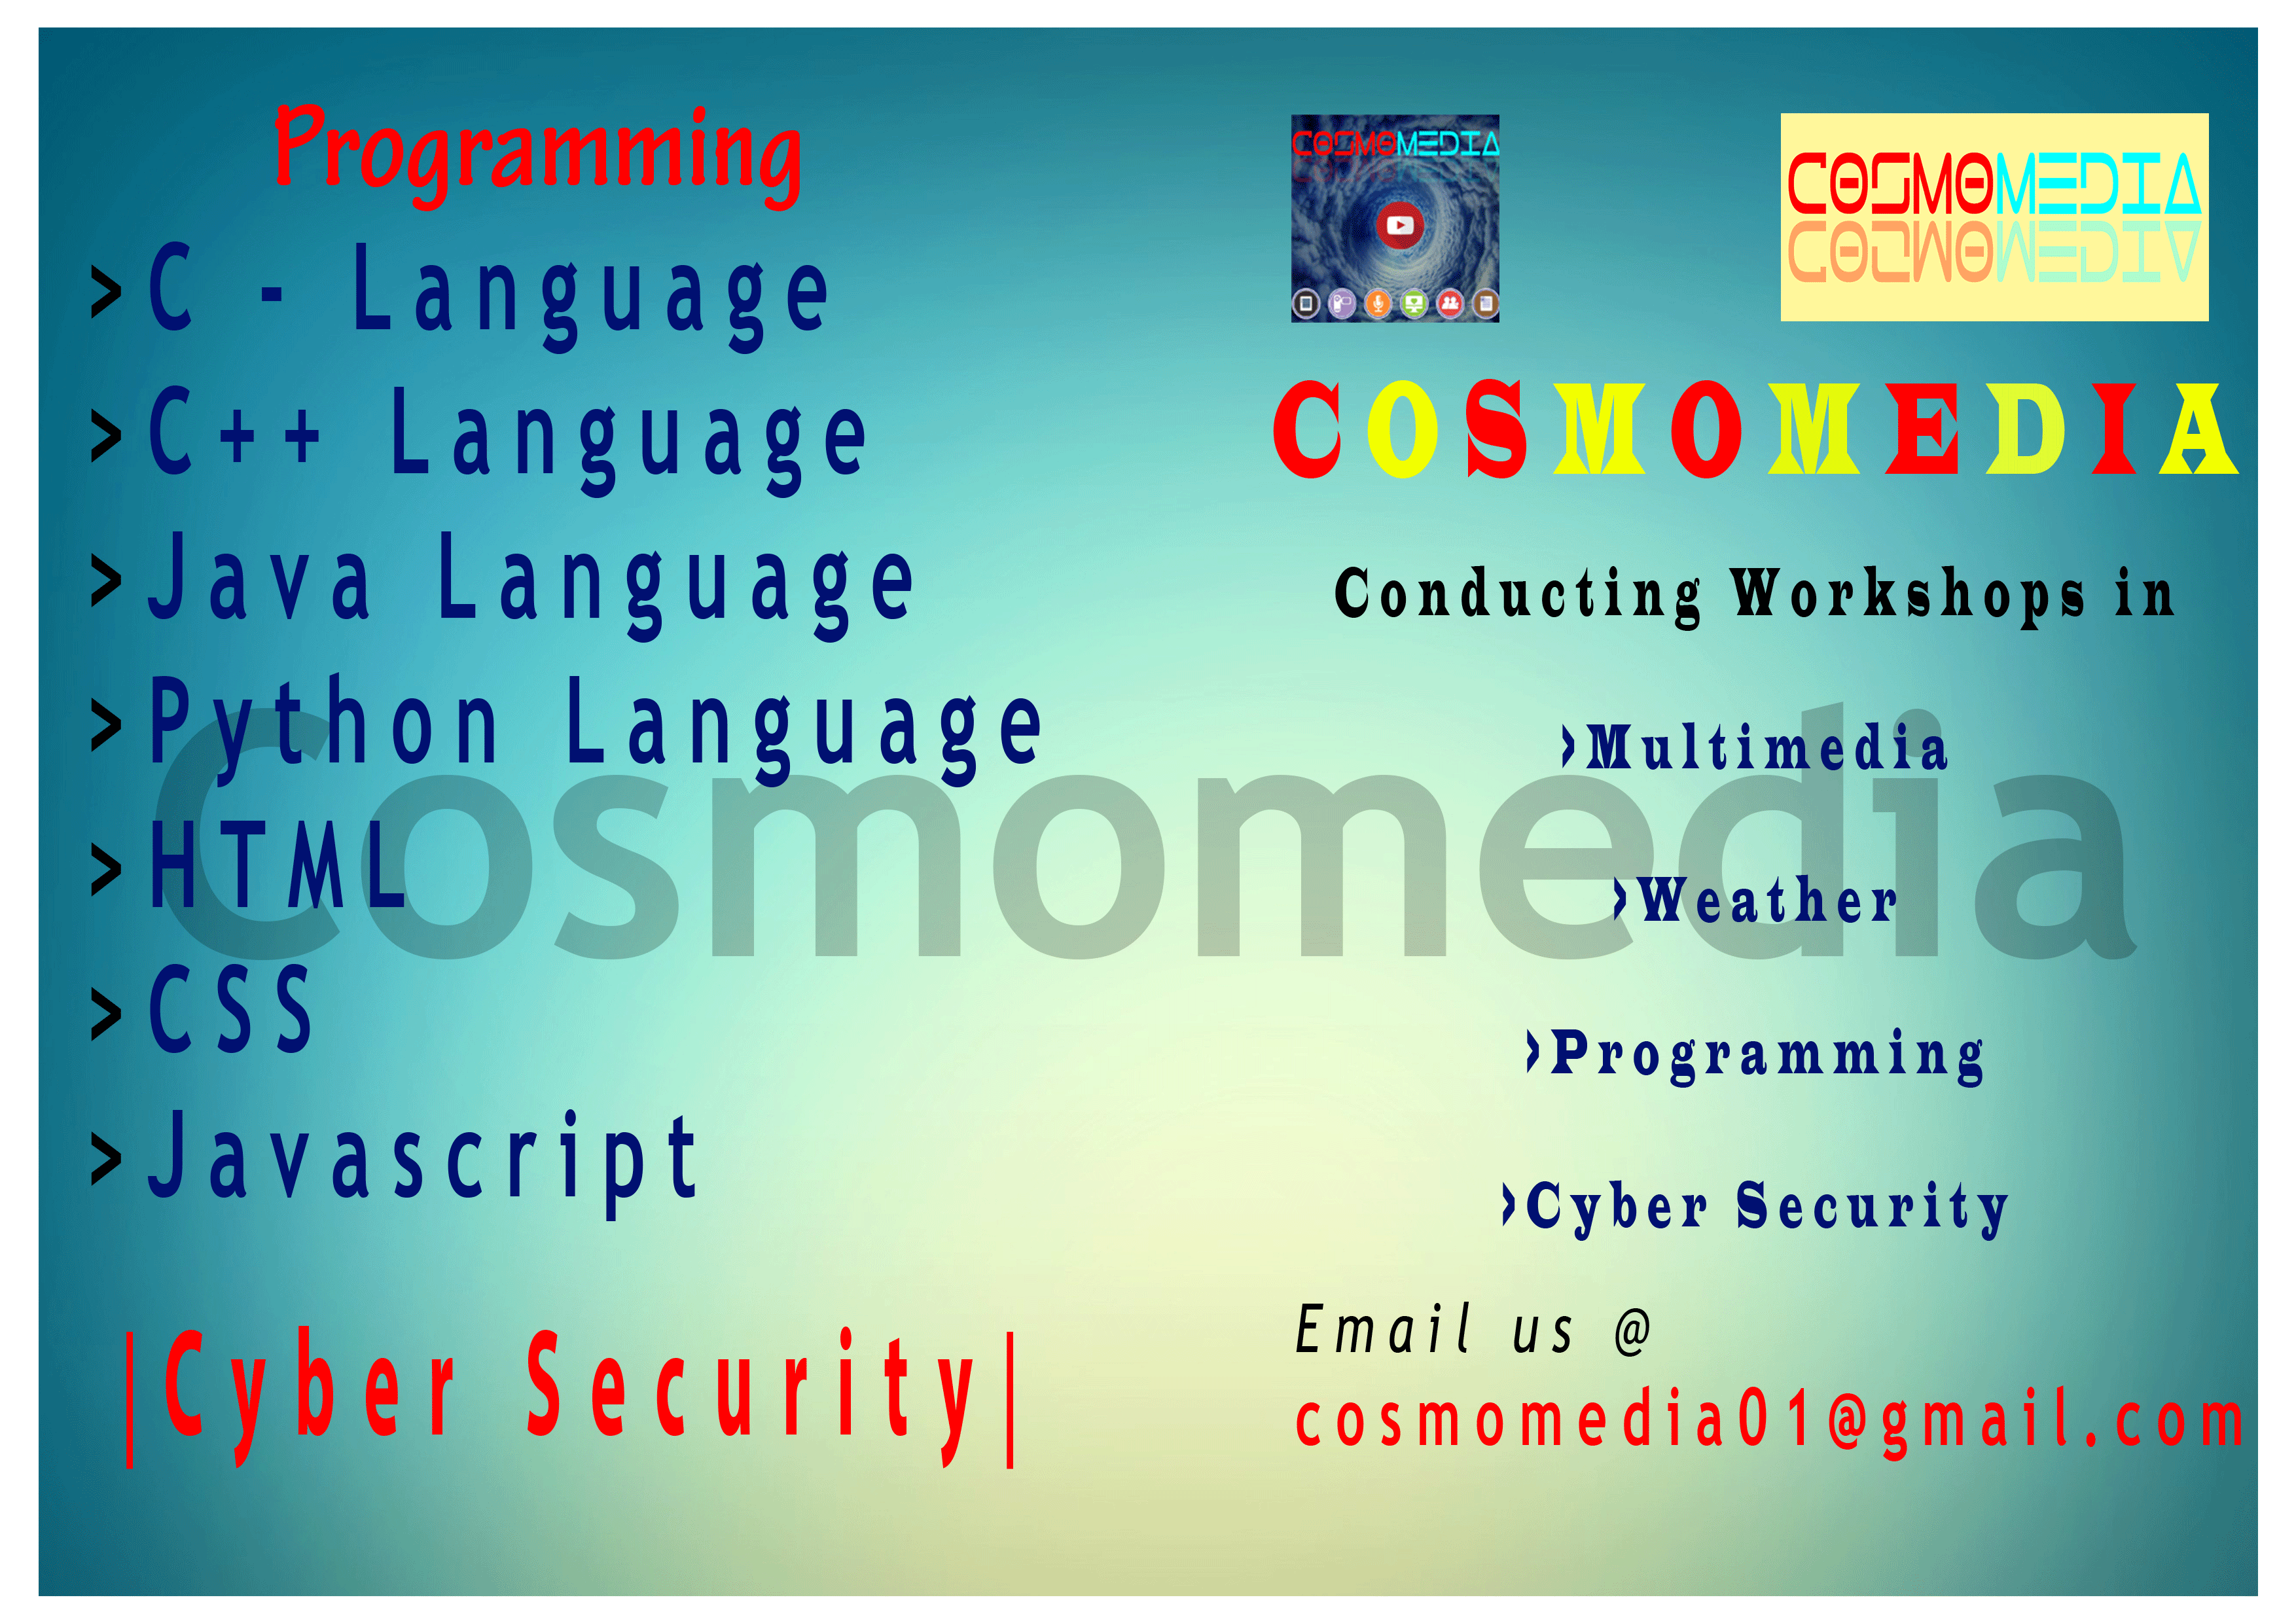 Programming
>C - Language
>C++ Language
>Java Language
>Python Language
>HTML
>CSS
>Javascript
|Cyber Security|
COSMOMEDIA
COSMOMEDIA
COSMOMEDIA
Conducting Workshops in
>Multimedia
>Weather
>Programming
>Cyber Security
Email us @
cosmomedia01@gmail.com
Cosmomedia